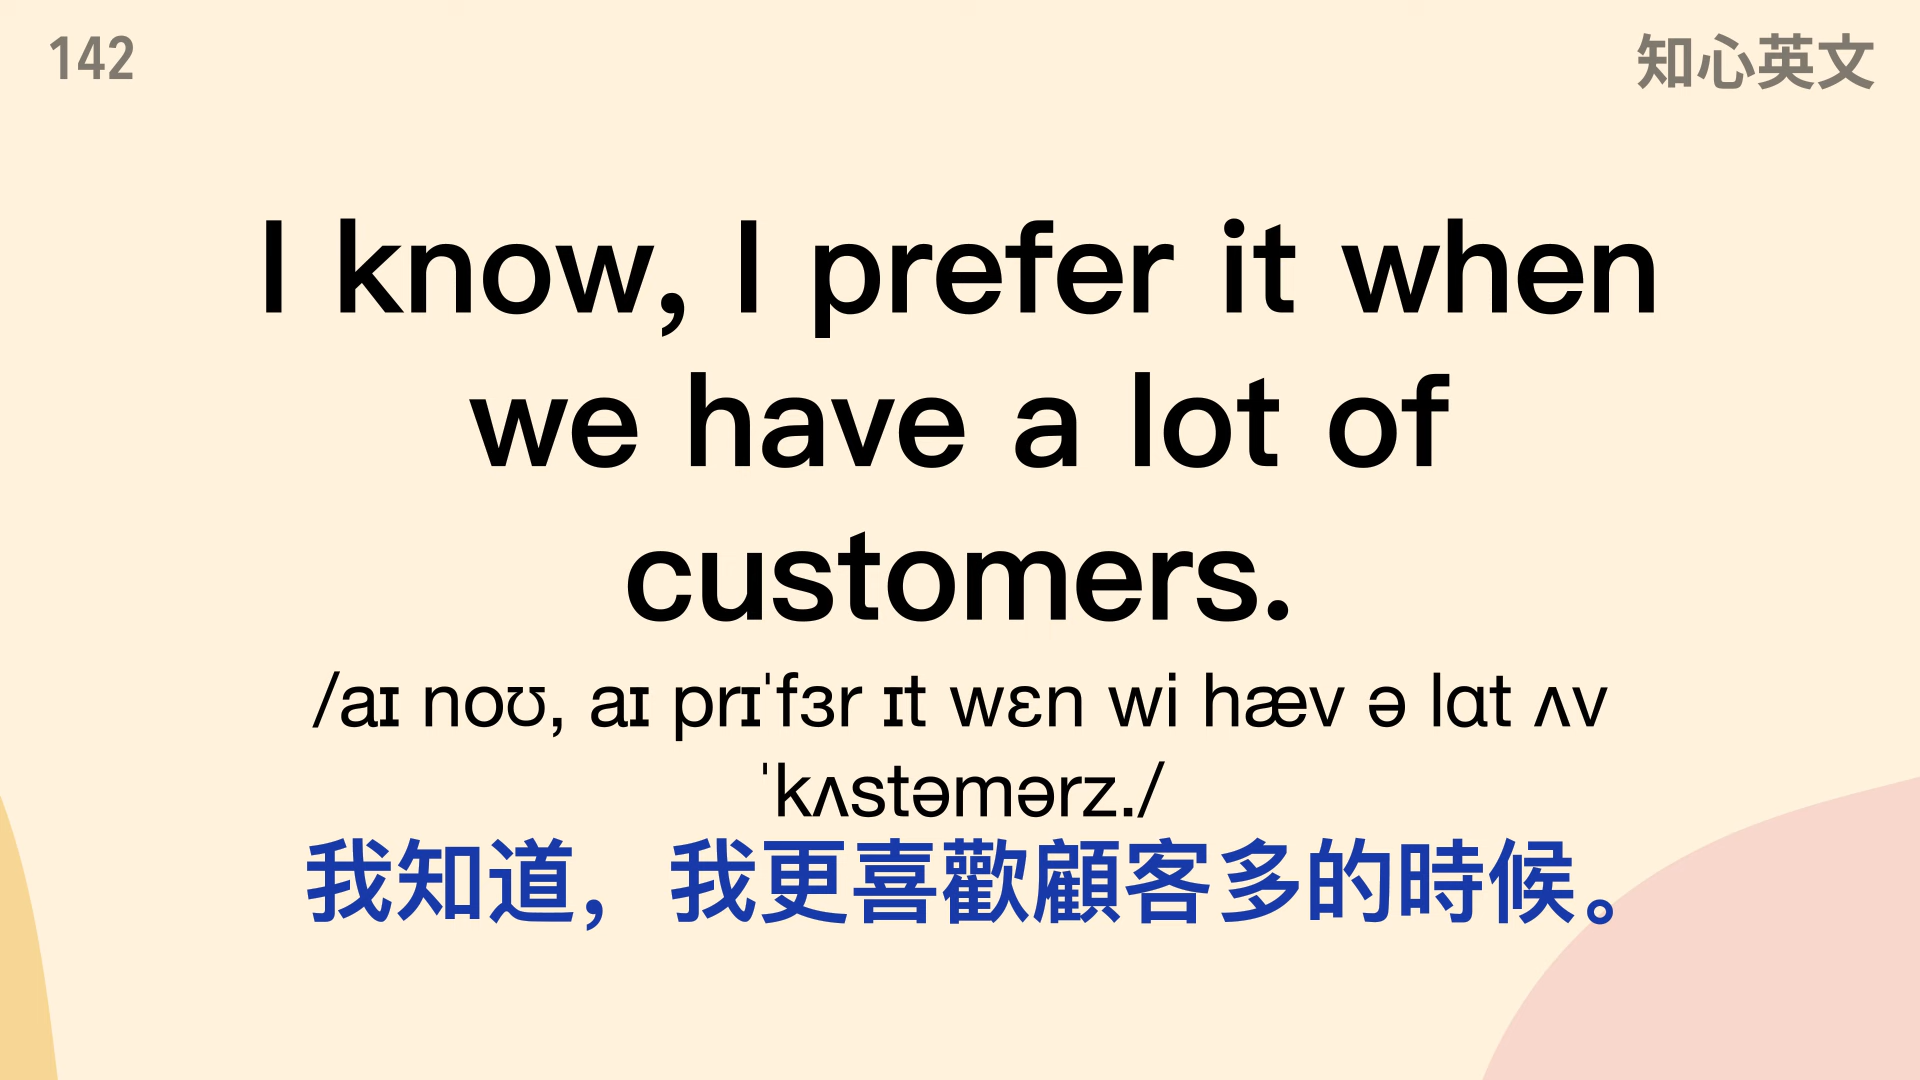 142
知心英文
I know, I prefer it when
we have a lot of
customers.
/aɪ noʊ, aɪ prɪˈfɜr ɪt wɛn wi hæv ə lɑt ʌv
ˈkʌstəmərz./
我知道，我更喜歡顧客多的時候。